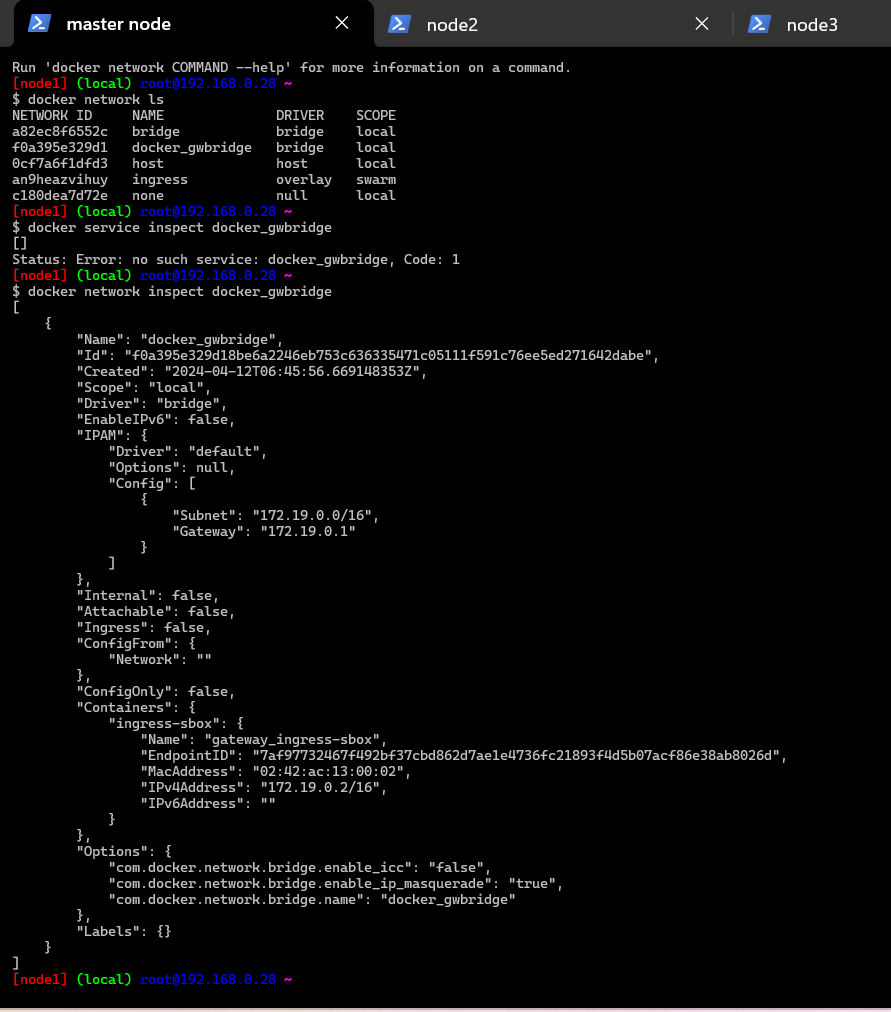 master node
node2
node3
Run 'docker network COMMAND --help' for more information on a command.
[node1] (local) root@192.168.0.28 ~
$ docker network ls
NETWORK ID     NAME              DRIVER    SCOPE
a82ec8f6552c   bridge            bridge    local
f0a395e329d1   docker_gwbridge   bridge    local
0cf7a6f1dfd3   host              host      local
an9heazvihuy   ingress           overlay   swarm
c180dea7d72e   none              null      local
[node1] (local) root@192.168.0.28 ~
$ docker service inspect docker_gwbridge
[]
Status: Error: no such service: docker_gwbridge, Code: 1
[node1] (local) root@192.168.0.28 ~
$ docker network inspect docker_gwbridge
[
    {
        "Name": "docker_gwbridge",
        "Id": "f0a395e329d18be6a2246eb753c636335471c05111f591c76ee5ed271642dabe",
        "Created": "2024-04-12T06:45:56.669148353Z",
        "Scope": "local",
        "Driver": "bridge",
        "EnableIPv6": false,
        "IPAM": {
            "Driver": "default",
            "Options": null,
            "Config": [
                {
                    "Subnet": "172.19.0.0/16",
                    "Gateway": "172.19.0.1"
                }
            ]
        },
        "Internal": false,
        "Attachable": false,
        "Ingress": false,
        "ConfigFrom": {
            "Network": ""
        },
        "ConfigOnly": false,
        "Containers": {
            "ingress-sbox": {
                "Name": "gateway_ingress-sbox",
                "EndpointID": "7af97732467f492bf37cbd862d7ae1e4736fc21893f4d5b07acf86e38ab8026d",
                "MacAddress": "02:42:ac:13:00:02",
                "IPv4Address": "172.19.0.2/16",
                "IPv6Address": ""
            }
        },
        "Options": {
            "com.docker.network.bridge.enable_icc": "false",
            "com.docker.network.bridge.enable_ip_masquerade": "true",
            "com.docker.network.bridge.name": "docker_gwbridge"
        },
        "Labels": {}
    }
]
[node1] (local) root@192.168.0.28 ~